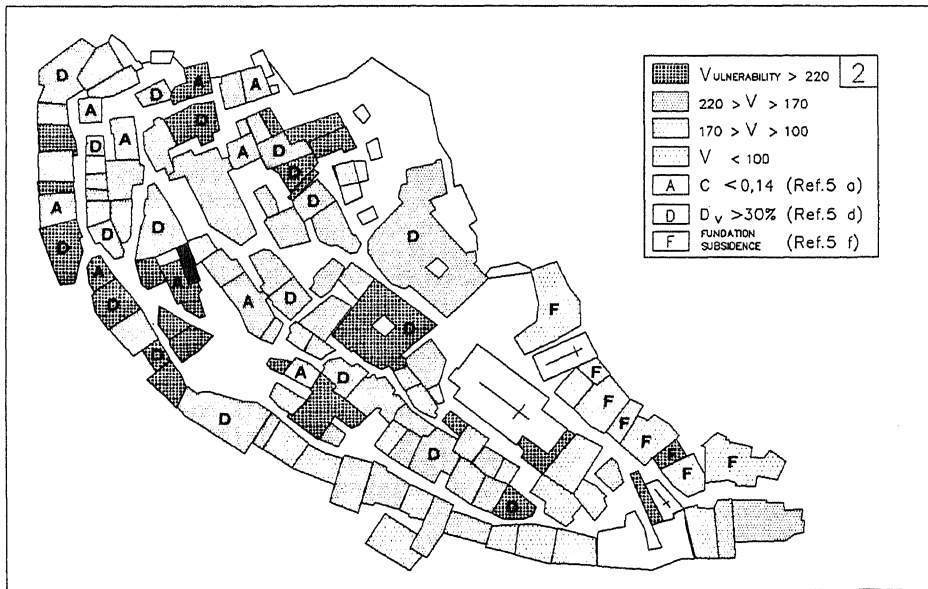 VULNERABILITY > 220
2
220 > V > 170
170 > V > 100
V < 100
A C < 0,14 (Ref.5 a)
D Dv >30% (Ref.5 d)
F FUNDATION SUBSIDENCE (Ref.5 f)
D
A
D
A
A
D
A
D
A
D
A
D
D
A
D
D
D
D
A
A
D
A
D
D
F
D
A
D
F
F
F
F
D
D
F
F
F
D